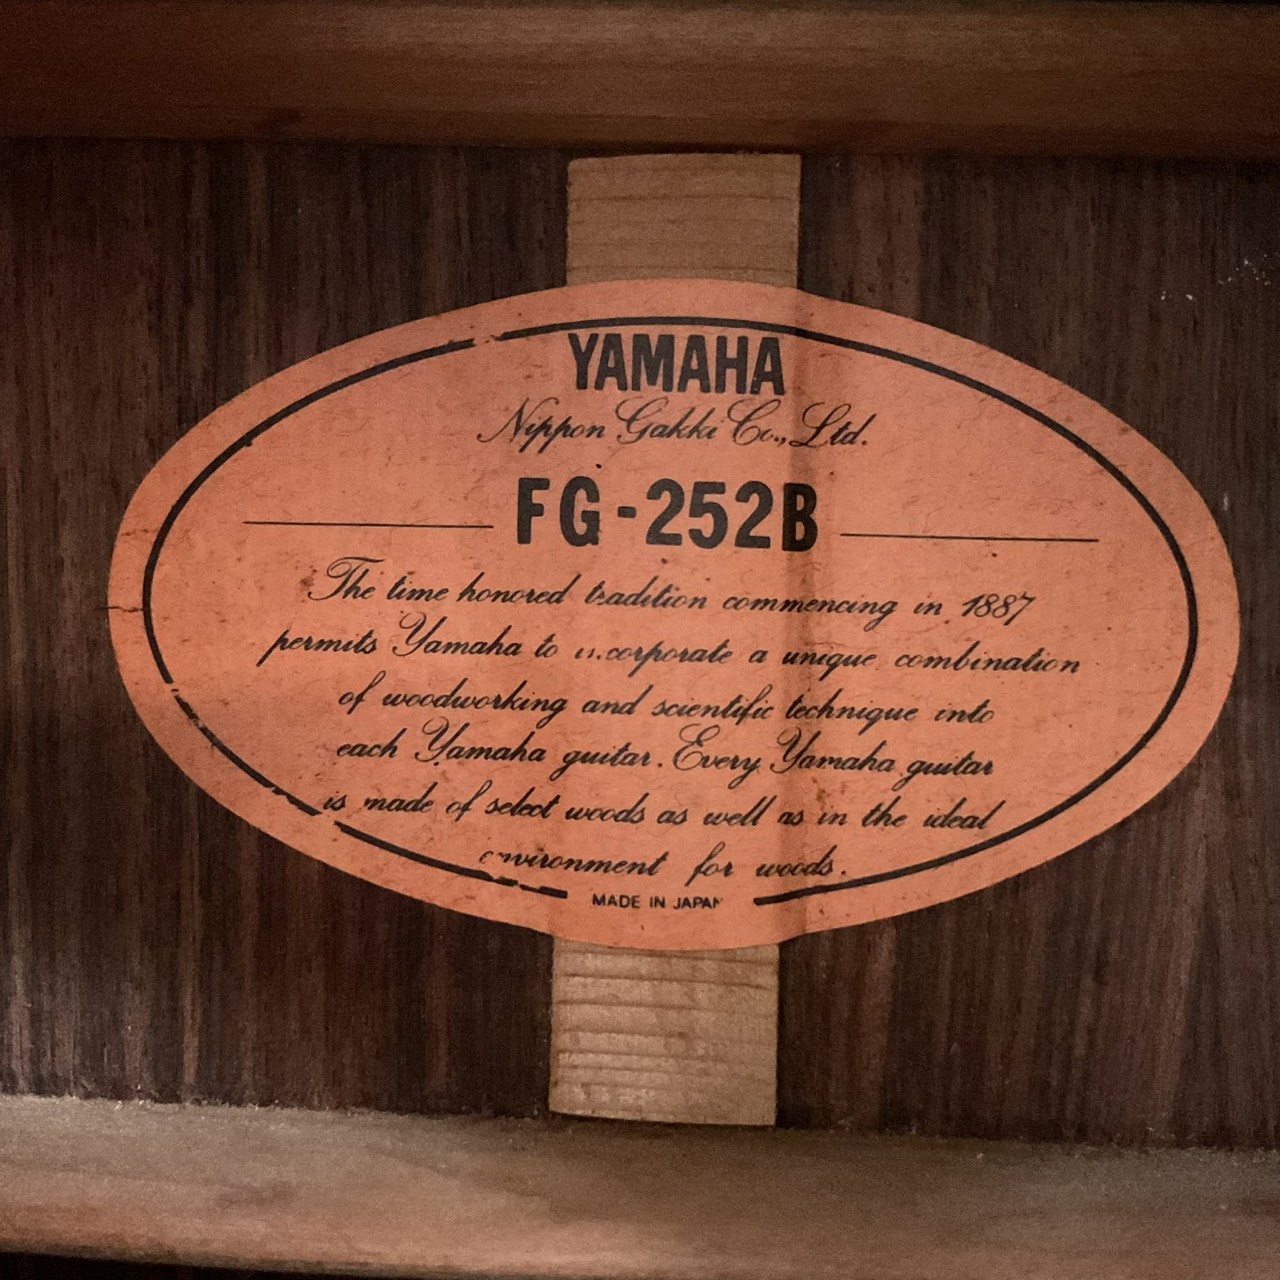 YAMAHA
Nippon Gakki Co., Ltd.
FG-252B
The time honored tradition commencing in 1887
permits Yamaha to incorporate a unique combination
of woodworking and scientific technique into
each Yamaha guitar. Every Yamaha guitar
is made of select woods as well as in the ideal
environment for woods.
MADE IN JAPAN